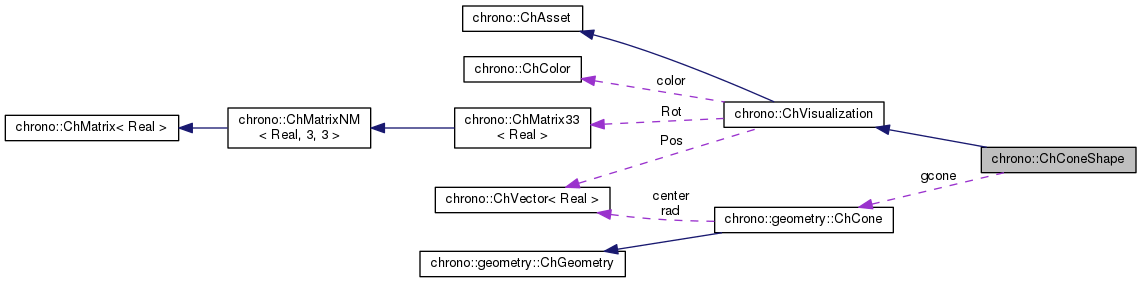 chrono::ChAsset
chrono::ChColor
color
chrono::ChMatrix< Real >
chrono::ChMatrixNM
< Real, 3, 3 >
chrono::ChMatrix33
< Real >
Rot
chrono::ChVisualization
Pos
chrono::ChConeShape
gcone
chrono::ChVector< Real >
center
rad
chrono::geometry::ChCone
chrono::geometry::ChGeometry